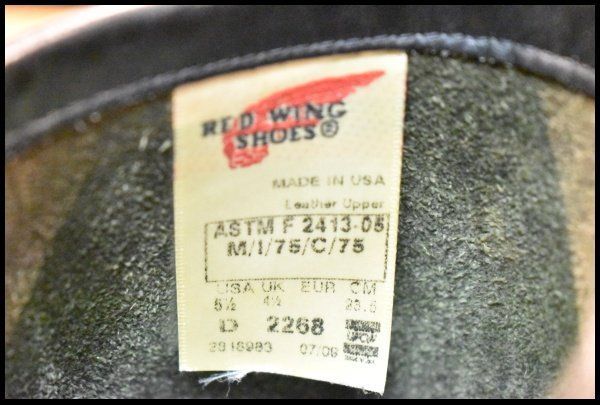 RED WING
SHOES®
MADE IN USA
Leather Upper
ASTM F 2413-05
M/I/75/C/75
USA UK EUR CM
5½ 4½ 23.5
D 2268
07/09